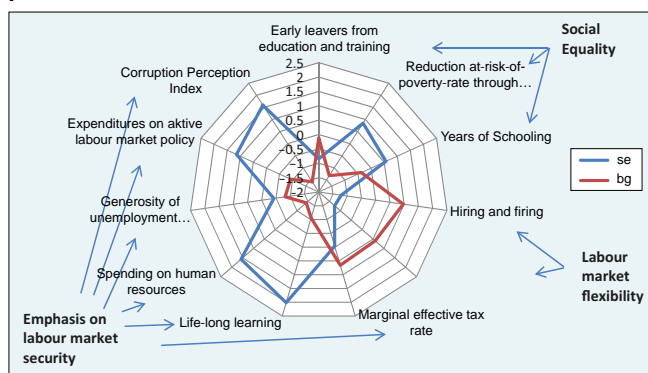 Early leavers from
education and training
Social
Equality
Reduction at-risk-of-
poverty-rate through…
Corruption Perception
Index
2.5
2
1.5
1
0.5
0
−0.5
-1
-1.5
-2
Expenditures on aktive
labour market policy
Years of Schooling
se
bg
Generosity of
unemployment…
Hiring and firing
Spending on human
resources
Labour
market
flexibility
Life-long learning
Marginal effective tax
rate
Emphasis on
labour market
security